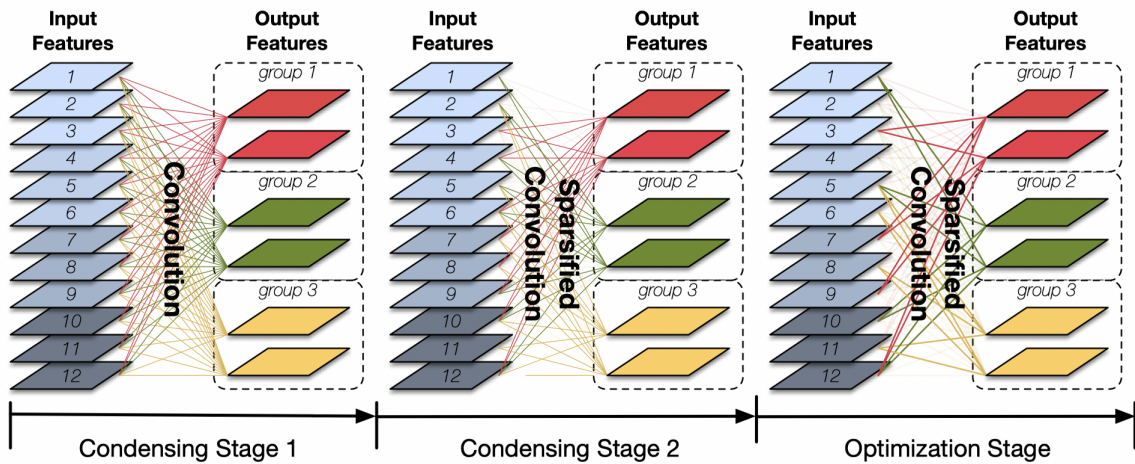 Input
Features
Output
Features
Input
Features
Output
Features
Input
Features
Output
Features
1
2
3
4
5
6
7
8
9
10
11
12
Convolution
group 1
group 2
group 3
1
2
3
4
5
6
7
8
9
10
11
12
Sparsified
Convolution
group 1
group 2
group 3
1
2
3
4
5
6
7
8
9
10
11
12
Sparsified
Convolution
group 1
group 2
group 3
Condensing Stage 1
Condensing Stage 2
Optimization Stage